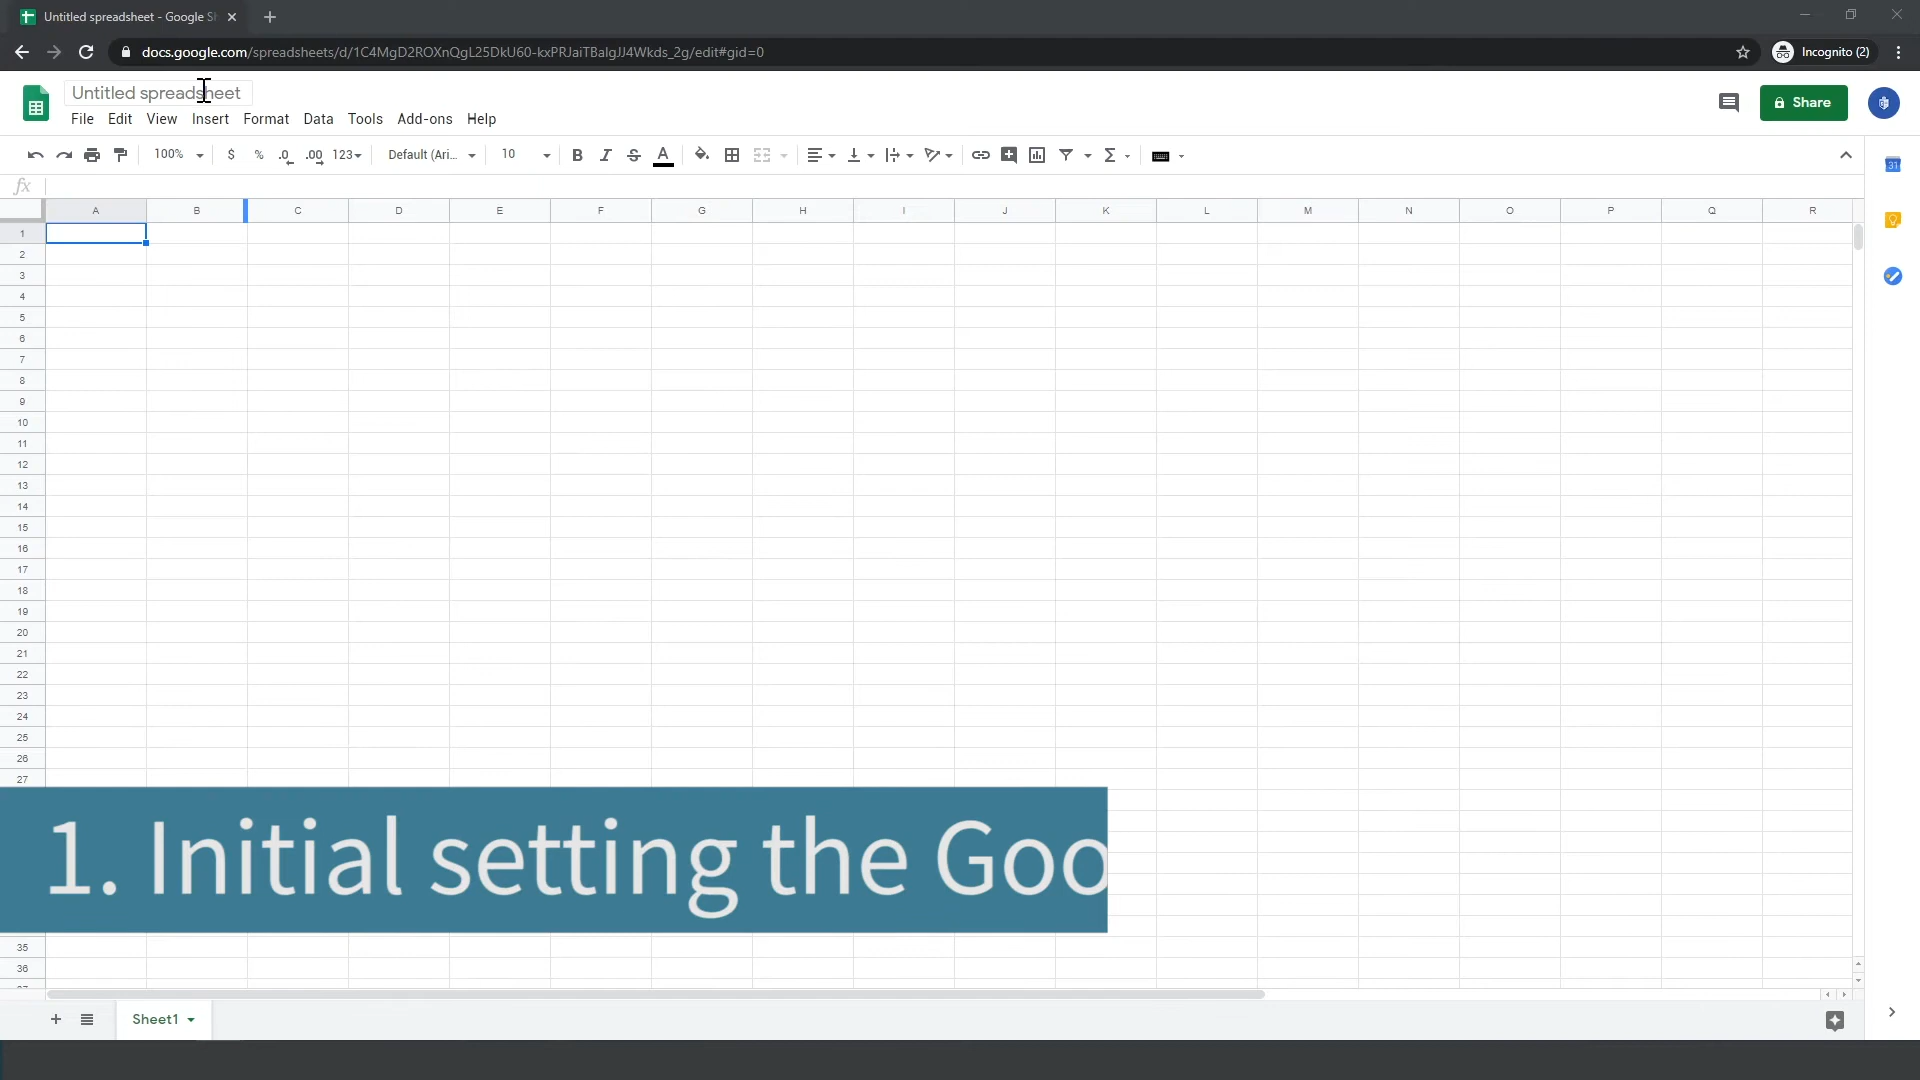 Untitled spreadsheet - Google Sh
docs.google.com/spreadsheets/d/1C4MgD2ROXnQgL25DkU60-kxPRJaiTBalgJJ4Wkds_2g/edit#gid=0
Incognito (2)
Untitled spreadsheet
File Edit View Insert Format Data Tools Add-ons Help
Share
100% $ % .0 .00 123 Default (Ari... 10 B I S A Σ
31
fx
A B C D E F G H I J K L M N O P Q R
1
2
3
4
5
6
7
8
9
10
11
12
13
14
15
16
17
18
19
20
21
22
23
24
25
26
27
1. Initial setting the Goo
35
36
Sheet1